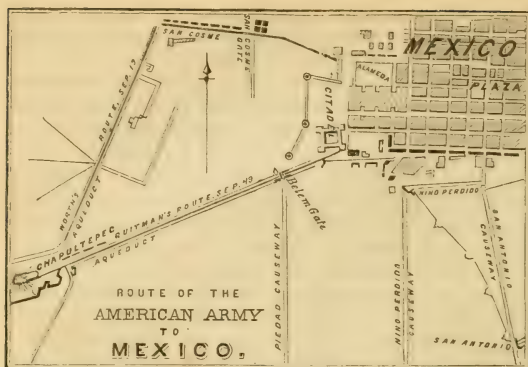 SAN COSMÉ
SAN COSMÉ
GATE
MEXICO
ALAMEDA
PLAZA
CITADEL
NORTH'S ROUTE, SEP. 13
AQUEDUCT
CHAPULTEPEC
QUITMAN'S ROUTE. SEP. 13
AQUEDUCT
Belem Gate
PIEDAD CAUSEWAY
NINO PERDIDO
NINO PERDIDO
CAUSEWAY
SAN ANTONIO
CAUSEWAY
SAN ANTONIO
ROUTE OF THE
AMERICAN ARMY
TO
MEXICO.